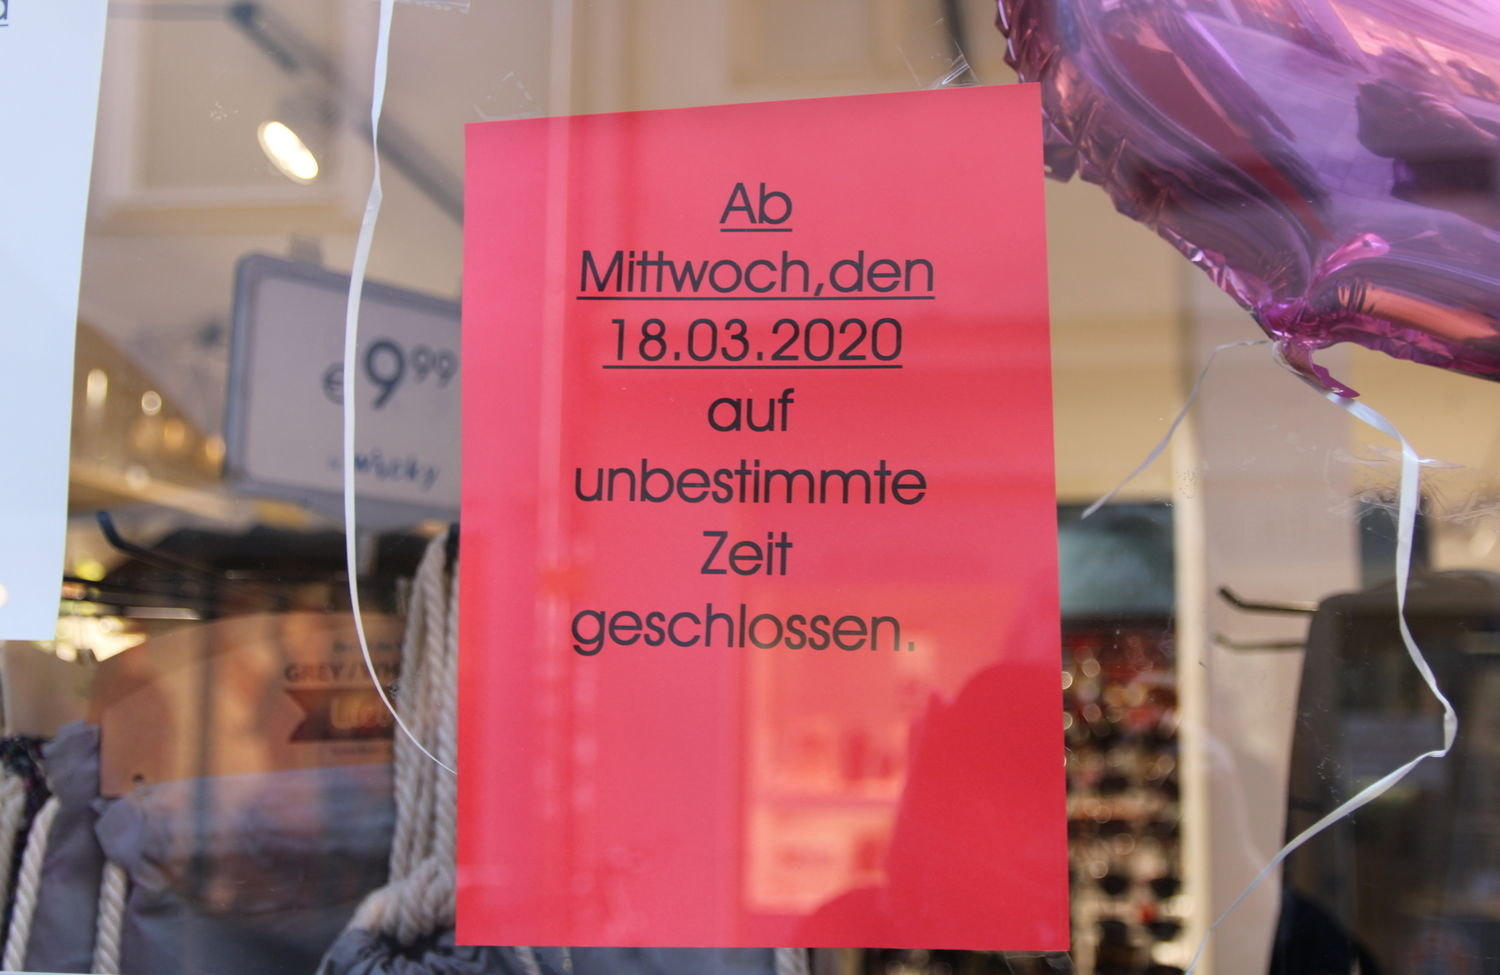 Ab
Mittwoch,den
18.03.2020
auf
unbestimmte
Zeit
geschlossen.
€ 9 99